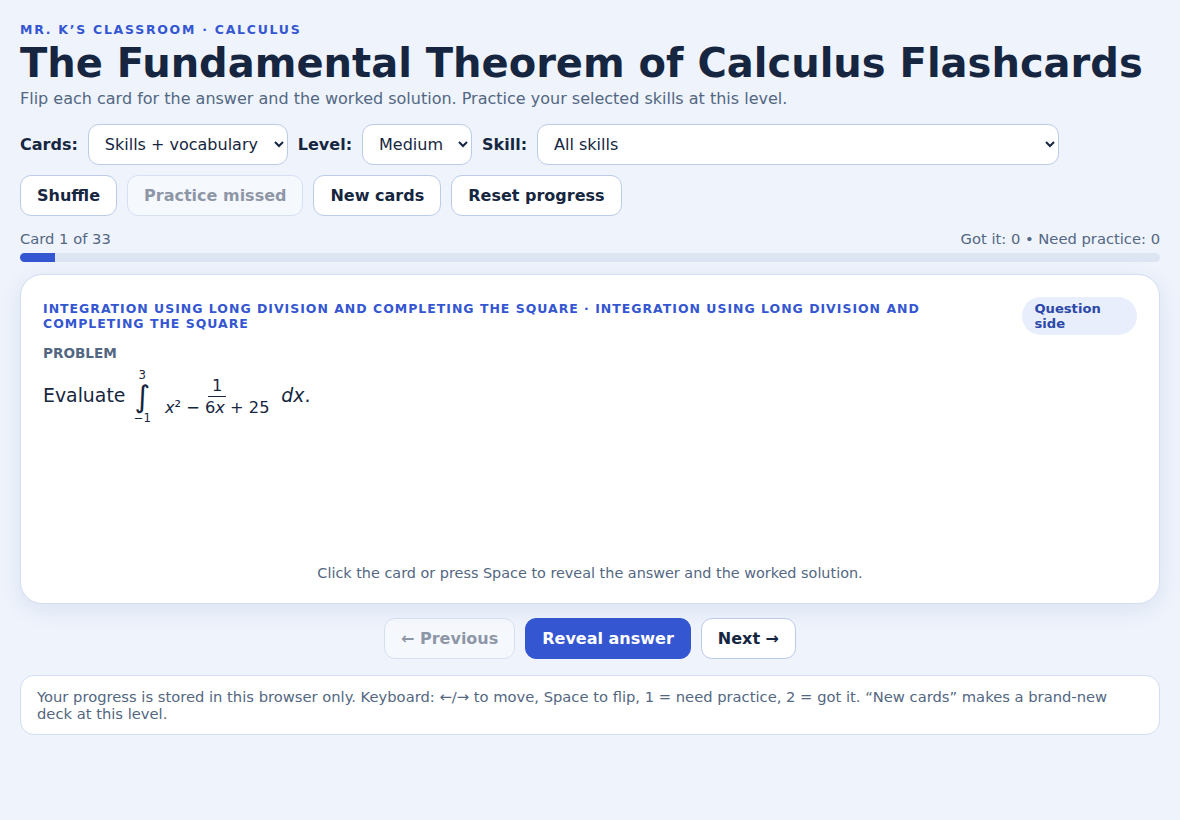 MR. K’S CLASSROOM · CALCULUS
The Fundamental Theorem of Calculus Flashcards
Flip each card for the answer and the worked solution. Practice your selected skills at this level.
Cards: Skills + vocabulary Level: Medium Skill: All skills
Shuffle Practice missed New cards Reset progress
Card 1 of 33 Got it: 0 • Need practice: 0
INTEGRATION USING LONG DIVISION AND COMPLETING THE SQUARE · INTEGRATION USING LONG DIVISION AND
COMPLETING THE SQUARE
Question
side
PROBLEM
Evaluate ∫_{−1}^{3} 1/(x² − 6x + 25) dx.
Click the card or press Space to reveal the answer and the worked solution.
← Previous Reveal answer Next →
Your progress is stored in this browser only. Keyboard: ←/→ to move, Space to flip, 1 = need practice, 2 = got it. “New cards” makes a brand-new
deck at this level.